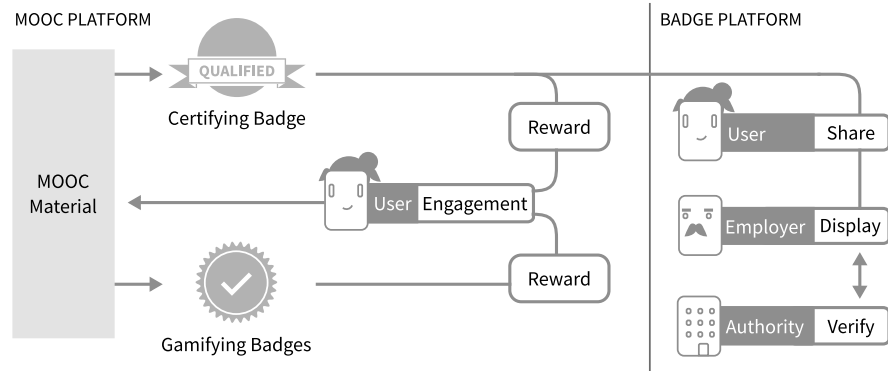 MOOC PLATFORM
BADGE PLATFORM
QUALIFIED
Certifying Badge
Reward
User
Share
MOOC
Material
User
Engagement
Employer
Display
Reward
Gamifying Badges
Authority
Verify